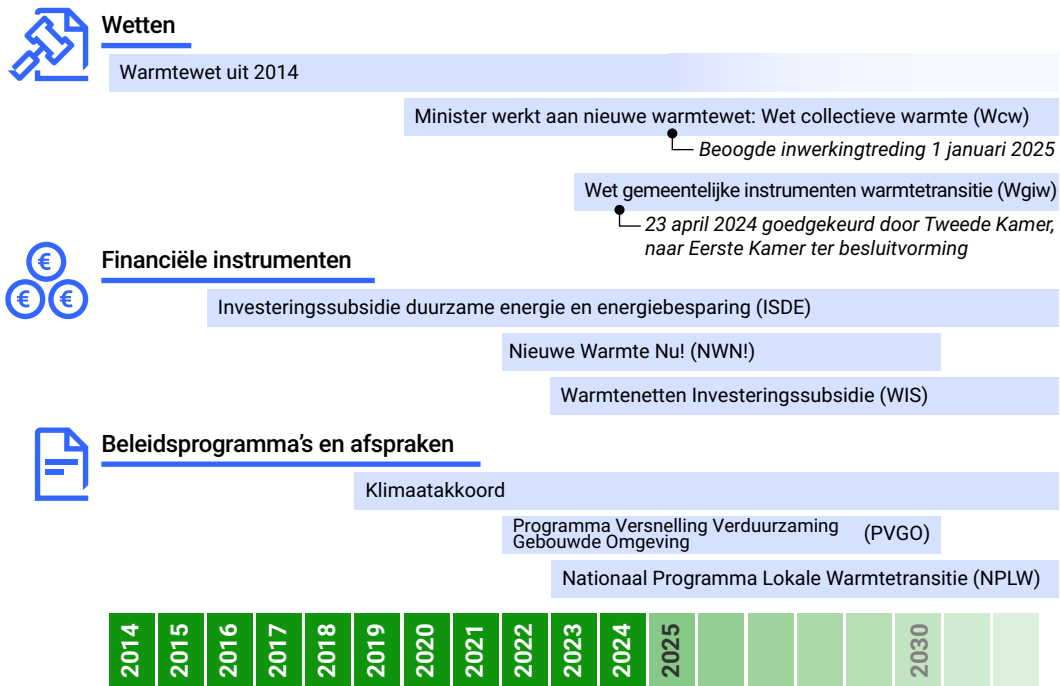 Wetten
Warmtewet uit 2014
Minister werkt aan nieuwe warmtewet: Wet collectieve warmte (Wcw)
Beoogde inwerkingtreding 1 januari 2025
Wet gemeentelijke instrumenten warmtetransitie (Wgiw)
23 april 2024 goedgekeurd door Tweede Kamer,
naar Eerste Kamer ter besluitvorming
€
€ €
Financiële instrumenten
Investeringssubsidie duurzame energie en energiebesparing (ISDE)
Nieuwe Warmte Nu! (NWN!)
Warmtenetten Investeringssubsidie (WIS)
Beleidsprogramma's en afspraken
Klimaatakkoord
Programma Versnelling Verduurzaming
Gebouwde Omgeving (PVGO)
Nationaal Programma Lokale Warmtetransitie (NPLW)
2014 2015 2016 2017 2018 2019 2020 2021 2022 2023 2024 2025 2030